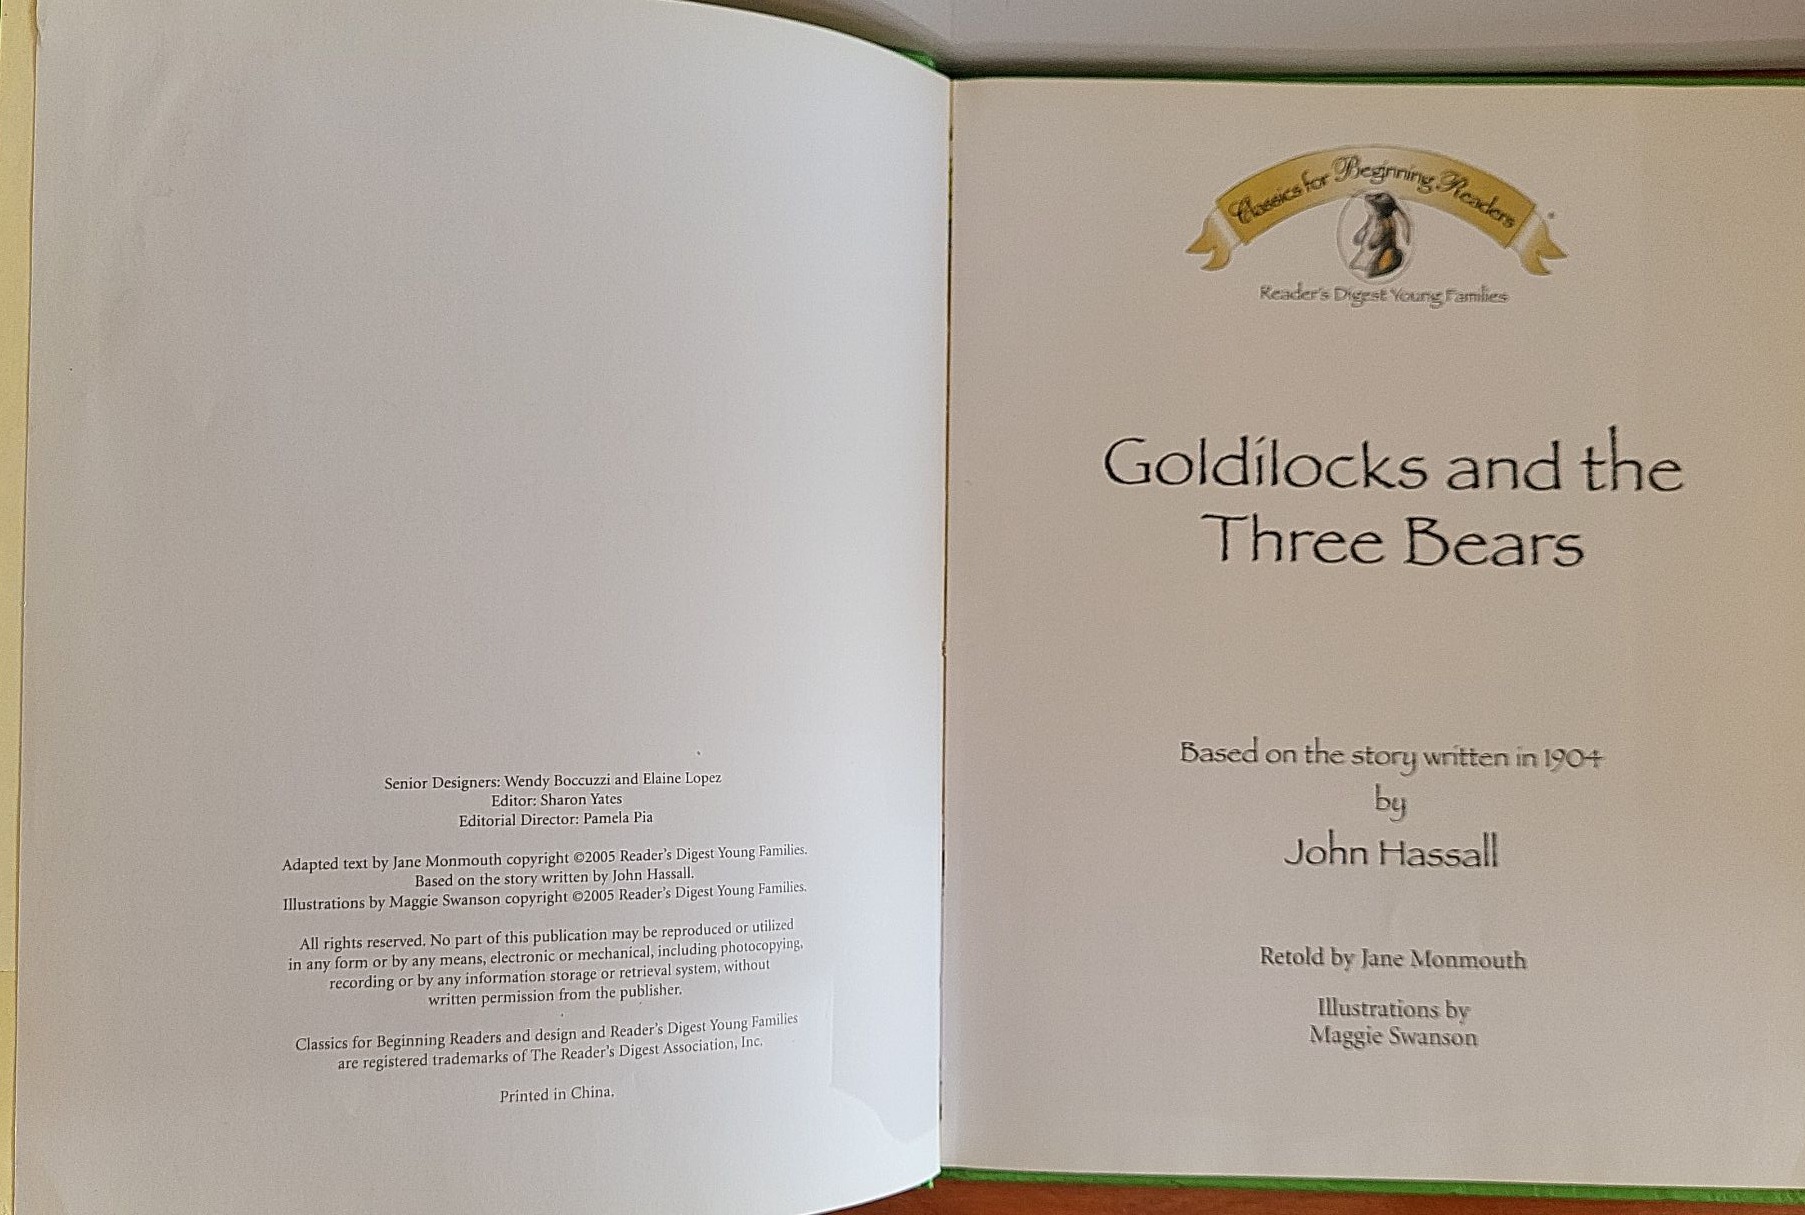 Senior Designers: Wendy Boccuzzi and Elaine Lopez
Editor: Sharon Yates
Editorial Director: Pamela Pia
Adapted text by Jane Monmouth copyright ©2005 Reader's Digest Young Families.
Based on the story written by John Hassall.
Illustrations by Maggie Swanson copyright ©2005 Reader's Digest Young Families.
All rights reserved. No part of this publication may be reproduced or utilized
in any form or by any means, electronic or mechanical, including photocopying,
recording or by any information storage or retrieval system, without
written permission from the publisher.
Classics for Beginning Readers and design and Reader's Digest Young Families
are registered trademarks of The Reader's Digest Association, Inc.
Printed in China.
Classics for Beginning Readers
Reader's Digest Young Families
Goldilocks and the
Three Bears
Based on the story written in 1904
by
John Hassall
Retold by Jane Monmouth
Illustrations by
Maggie Swanson